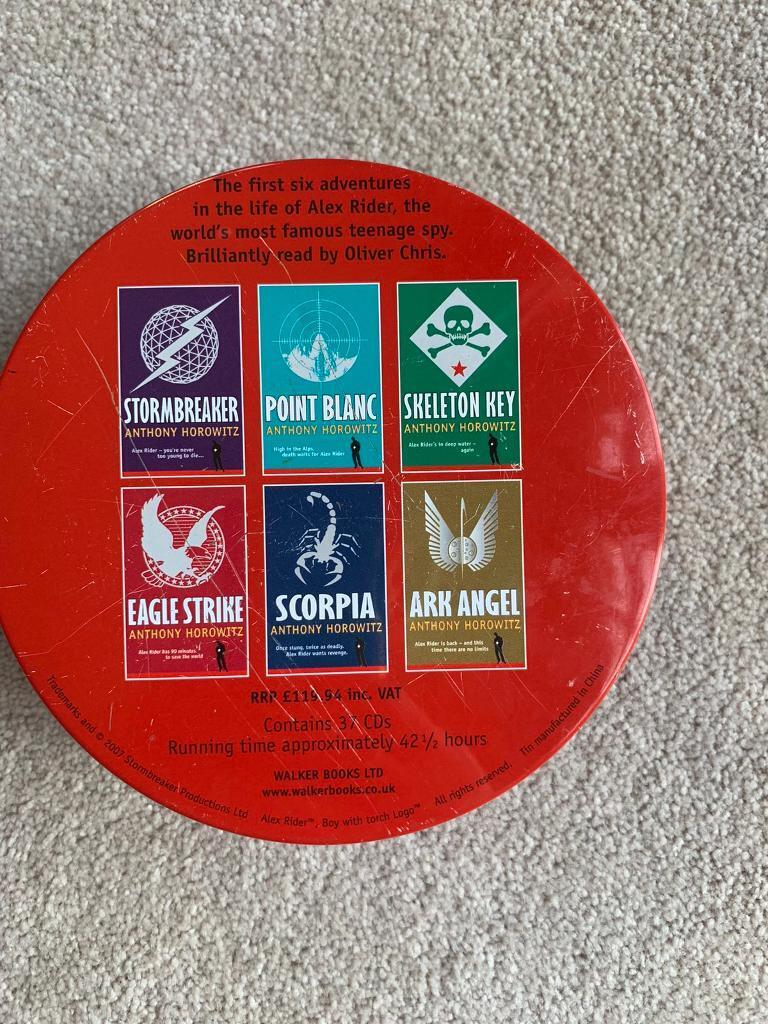 The first six adventures
in the life of Alex Rider, the
world's most famous teenage spy.
Brilliantly read by Oliver Chris.
STORMBREAKER
ANTHONY HOROWITZ
Alex Rider – you're never
too young to die...
POINT BLANC
ANTHONY HOROWITZ
High in the Alps,
death waits for Alex Rider
SKELETON KEY
ANTHONY HOROWITZ
Alex Rider's in deep water –
again
EAGLE STRIKE
ANTHONY HOROWITZ
Alex Rider has 90 minutes
to save the world
SCORPIA
ANTHONY HOROWITZ
Once stung, twice as deadly.
Alex Rider wants revenge.
ARK ANGEL
ANTHONY HOROWITZ
Alex Rider is back – and this
time there are no limits
RRP £119.94 inc. VAT
Contains 37 CDs
Running time approximately 42½ hours
WALKER BOOKS LTD
www.walkerbooks.co.uk
Trademarks and © 2007 Stormbreaker Productions Ltd Alex Rider™, Boy with torch Logo™ All rights reserved. Tin manufactured in China